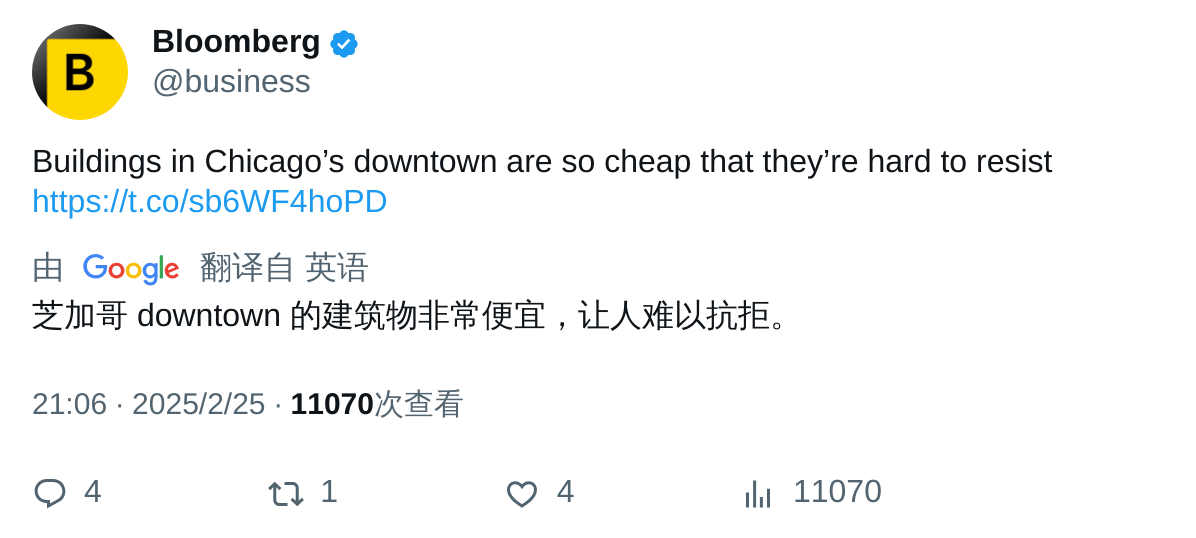 B
Bloomberg
@business
Buildings in Chicago’s downtown are so cheap that they’re hard to resist
https://t.co/sb6WF4hoPD
由 Google 翻译自 英语
芝加哥 downtown 的建筑物非常便宜，让人难以抗拒。
21:06 · 2025/2/25 · 11070次查看
4 1 4 11070